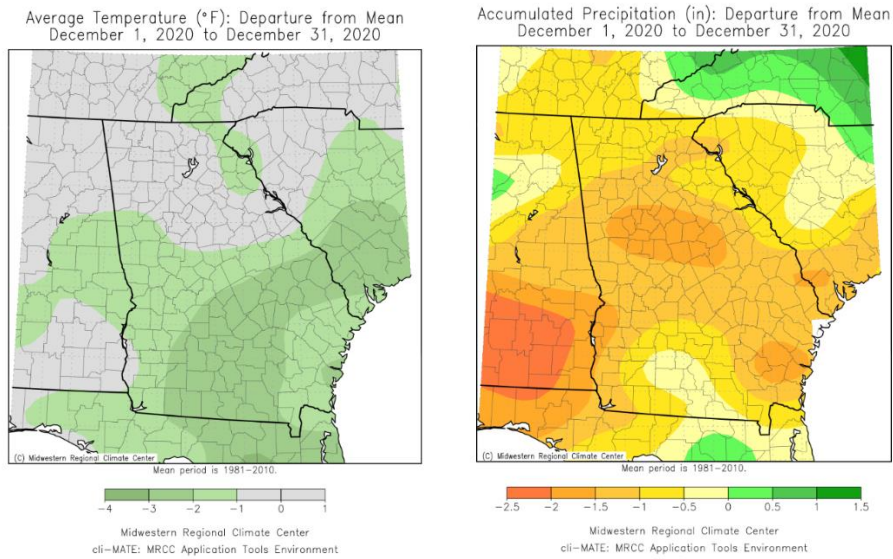 Average Temperature (°F): Departure from Mean
December 1, 2020 to December 31, 2020
(C) Midwestern Regional Climate Center
Mean period is 1981-2010.
-4 -3 -2 -1 0 1
Midwestern Regional Climate Center
cli-MATE: MRCC Application Tools Environment
Accumulated Precipitation (in): Departure from Mean
December 1, 2020 to December 31, 2020
(C) Midwestern Regional Climate Center
Mean period is 1981-2010.
-2.5 -2 -1.5 -1 -0.5 0 0.5 1 1.5
Midwestern Regional Climate Center
cli-MATE: MRCC Application Tools Environment